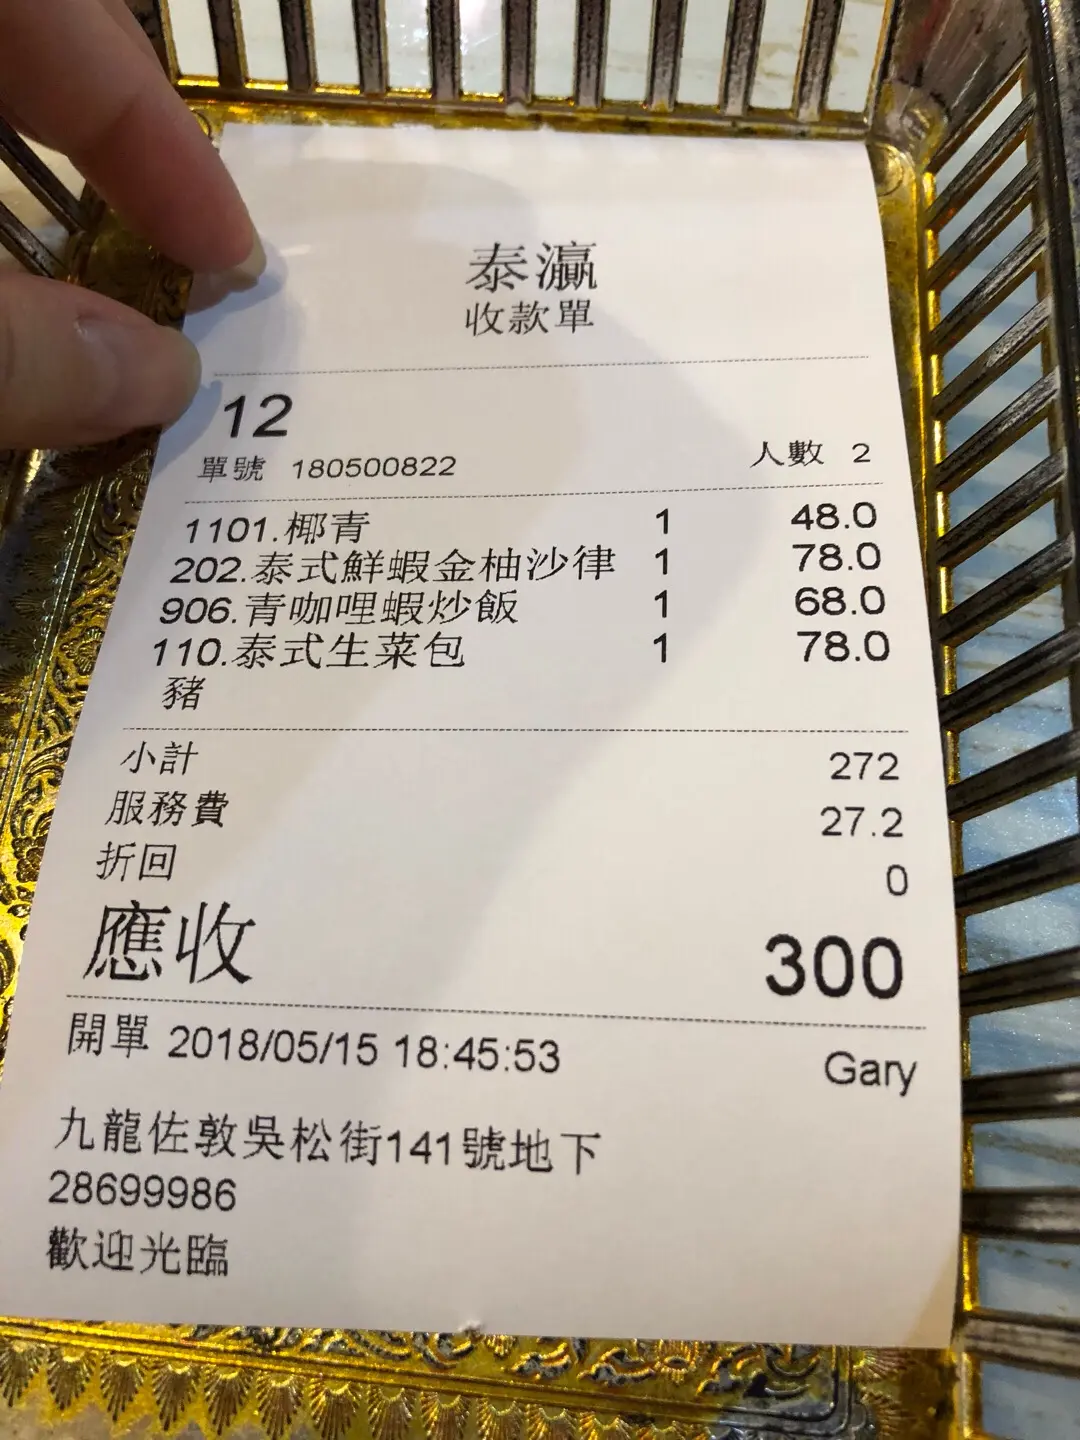 泰瀛
收款單
12
單號 180500822 人數 2
1101.椰青 1 48.0
202.泰式鮮蝦金柚沙律 1 78.0
906.青咖哩蝦炒飯 1 68.0
110.泰式生菜包 1 78.0
豬
小計 272
服務費 27.2
折回 0
應收 300
開單 2018/05/15 18:45:53 Gary
九龍佐敦吳松街141號地下
28699986
歡迎光臨